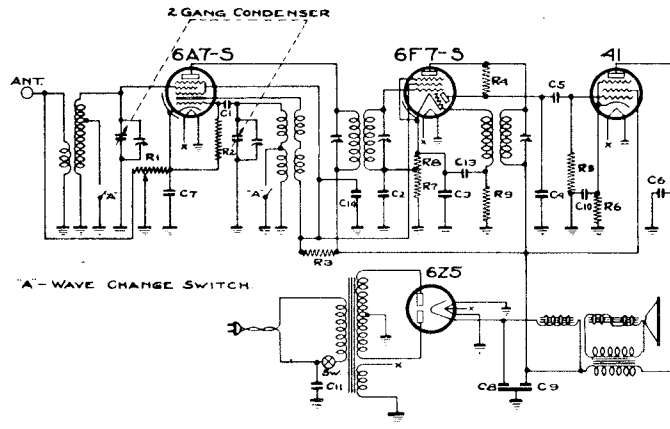 2 GANG CONDENSER
6A7-S
6F7-S
41
ANT.
R4
C5
C1
R2
R1
"A"
C7
"A"
R8
R7
C13
C14
C2
C3
R9
C4
R5
C10
R6
C6
R3
"A"-WAVE CHANGE SWITCH
6Z5
x
x
x
x
SW
C11
C8
C9